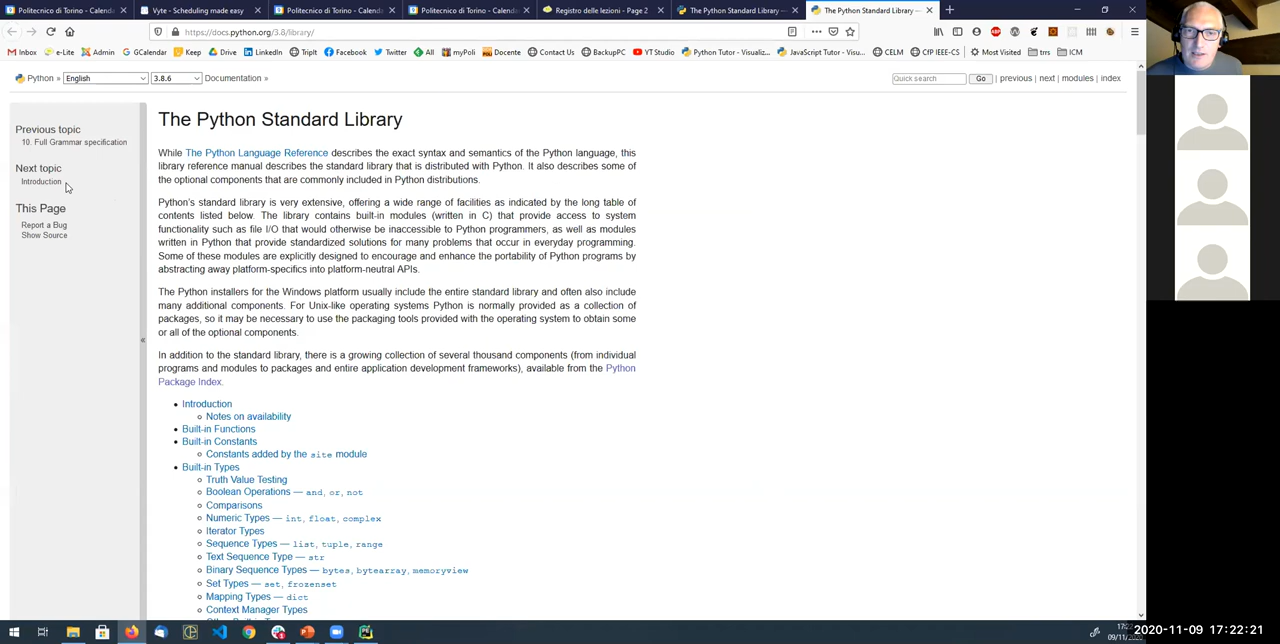 Politecnico di Torino - Calenda
Vyte - Scheduling made easy
Politecnico di Torino - Calenda
Politecnico di Torino - Calenda
Registro delle lezioni - Page 2
The Python Standard Library —
The Python Standard Library —
https://docs.python.org/3.8/library/
Inbox e-Lite Admin GCalendar Keep Drive LinkedIn TripIt Facebook Twitter All myPoli Docente Contact Us BackupPC YT Studio Python Tutor - Visualiz... JavaScript Tutor - Visu... CELM CfP IEEE-CS Most Visited trrs ICM
Python » English 3.8.6 Documentation »
Quick search Go | previous | next | modules | index
Previous topic
10. Full Grammar specification
Next topic
Introduction
This Page
Report a Bug
Show Source
«
The Python Standard Library
While The Python Language Reference describes the exact syntax and semantics of the Python language, this
library reference manual describes the standard library that is distributed with Python. It also describes some of
the optional components that are commonly included in Python distributions.
Python's standard library is very extensive, offering a wide range of facilities as indicated by the long table of
contents listed below. The library contains built-in modules (written in C) that provide access to system
functionality such as file I/O that would otherwise be inaccessible to Python programmers, as well as modules
written in Python that provide standardized solutions for many problems that occur in everyday programming.
Some of these modules are explicitly designed to encourage and enhance the portability of Python programs by
abstracting away platform-specifics into platform-neutral APIs.
The Python installers for the Windows platform usually include the entire standard library and often also include
many additional components. For Unix-like operating systems Python is normally provided as a collection of
packages, so it may be necessary to use the packaging tools provided with the operating system to obtain some
or all of the optional components.
In addition to the standard library, there is a growing collection of several thousand components (from individual
programs and modules to packages and entire application development frameworks), available from the Python
Package Index.
Introduction
Notes on availability
Built-in Functions
Built-in Constants
Constants added by the site module
Built-in Types
Truth Value Testing
Boolean Operations — and, or, not
Comparisons
Numeric Types — int, float, complex
Iterator Types
Sequence Types — list, tuple, range
Text Sequence Type — str
Binary Sequence Types — bytes, bytearray, memoryview
Set Types — set, frozenset
Mapping Types — dict
Context Manager Types
2020-11-09 17:22:21